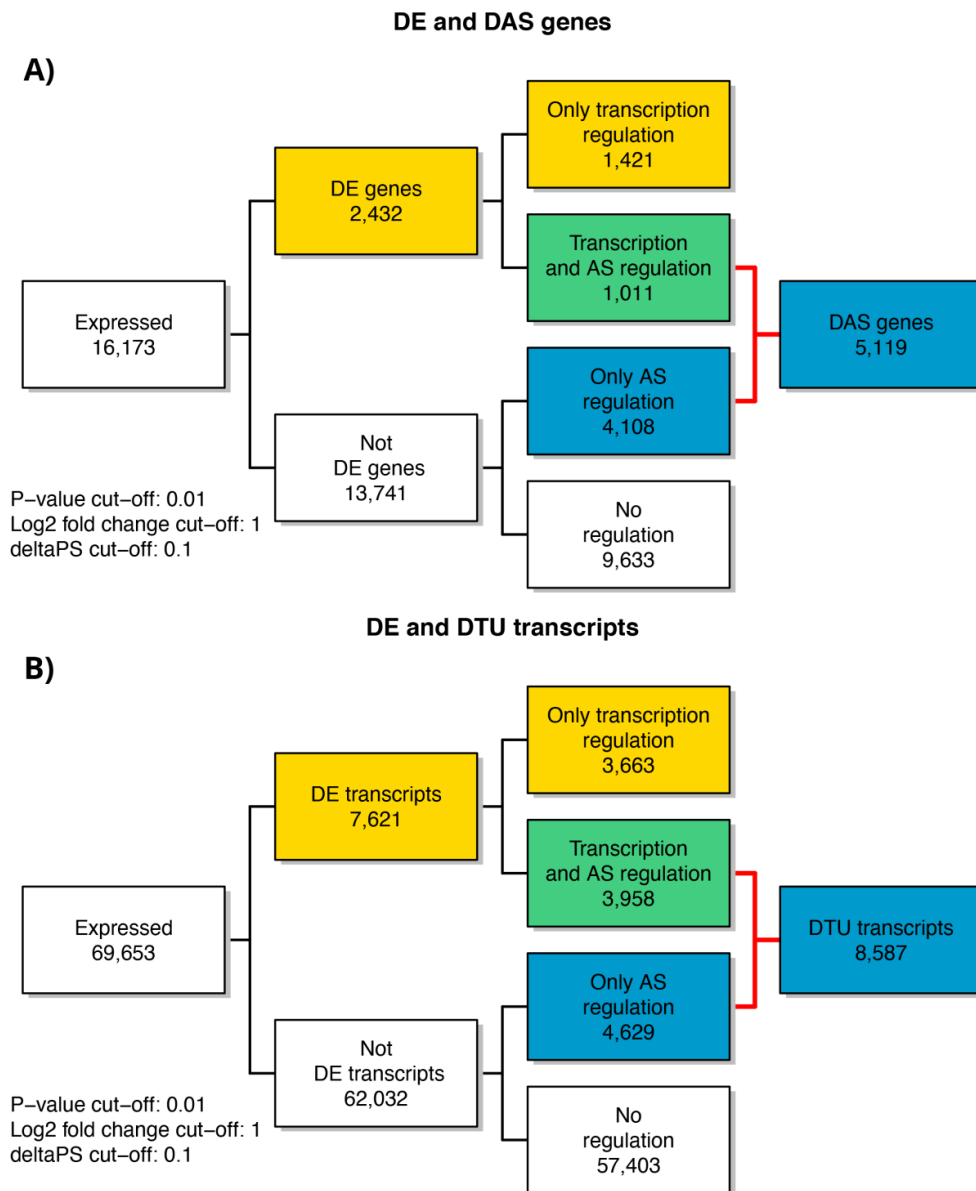 DE and DAS genes
A)
Only transcription
regulation
1,421
DE genes
2,432
Transcription
and AS regulation
1,011
Expressed
16,173
DAS genes
5,119
Only AS
regulation
4,108
Not
DE genes
13,741
No
regulation
9,633
P−value cut−off: 0.01
Log2 fold change cut−off: 1
deltaPS cut−off: 0.1
DE and DTU transcripts
B)
Only transcription
regulation
3,663
DE transcripts
7,621
Transcription
and AS regulation
3,958
Expressed
69,653
DTU transcripts
8,587
Only AS
regulation
4,629
Not
DE transcripts
62,032
No
regulation
57,403
P−value cut−off: 0.01
Log2 fold change cut−off: 1
deltaPS cut−off: 0.1